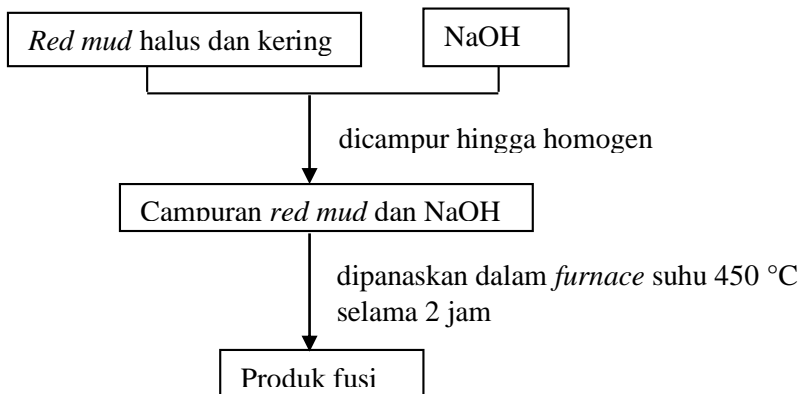 Red mud halus dan kering
NaOH
dicampur hingga homogen
Campuran red mud dan NaOH
dipanaskan dalam furnace suhu 450 °C
selama 2 jam
Produk fusi